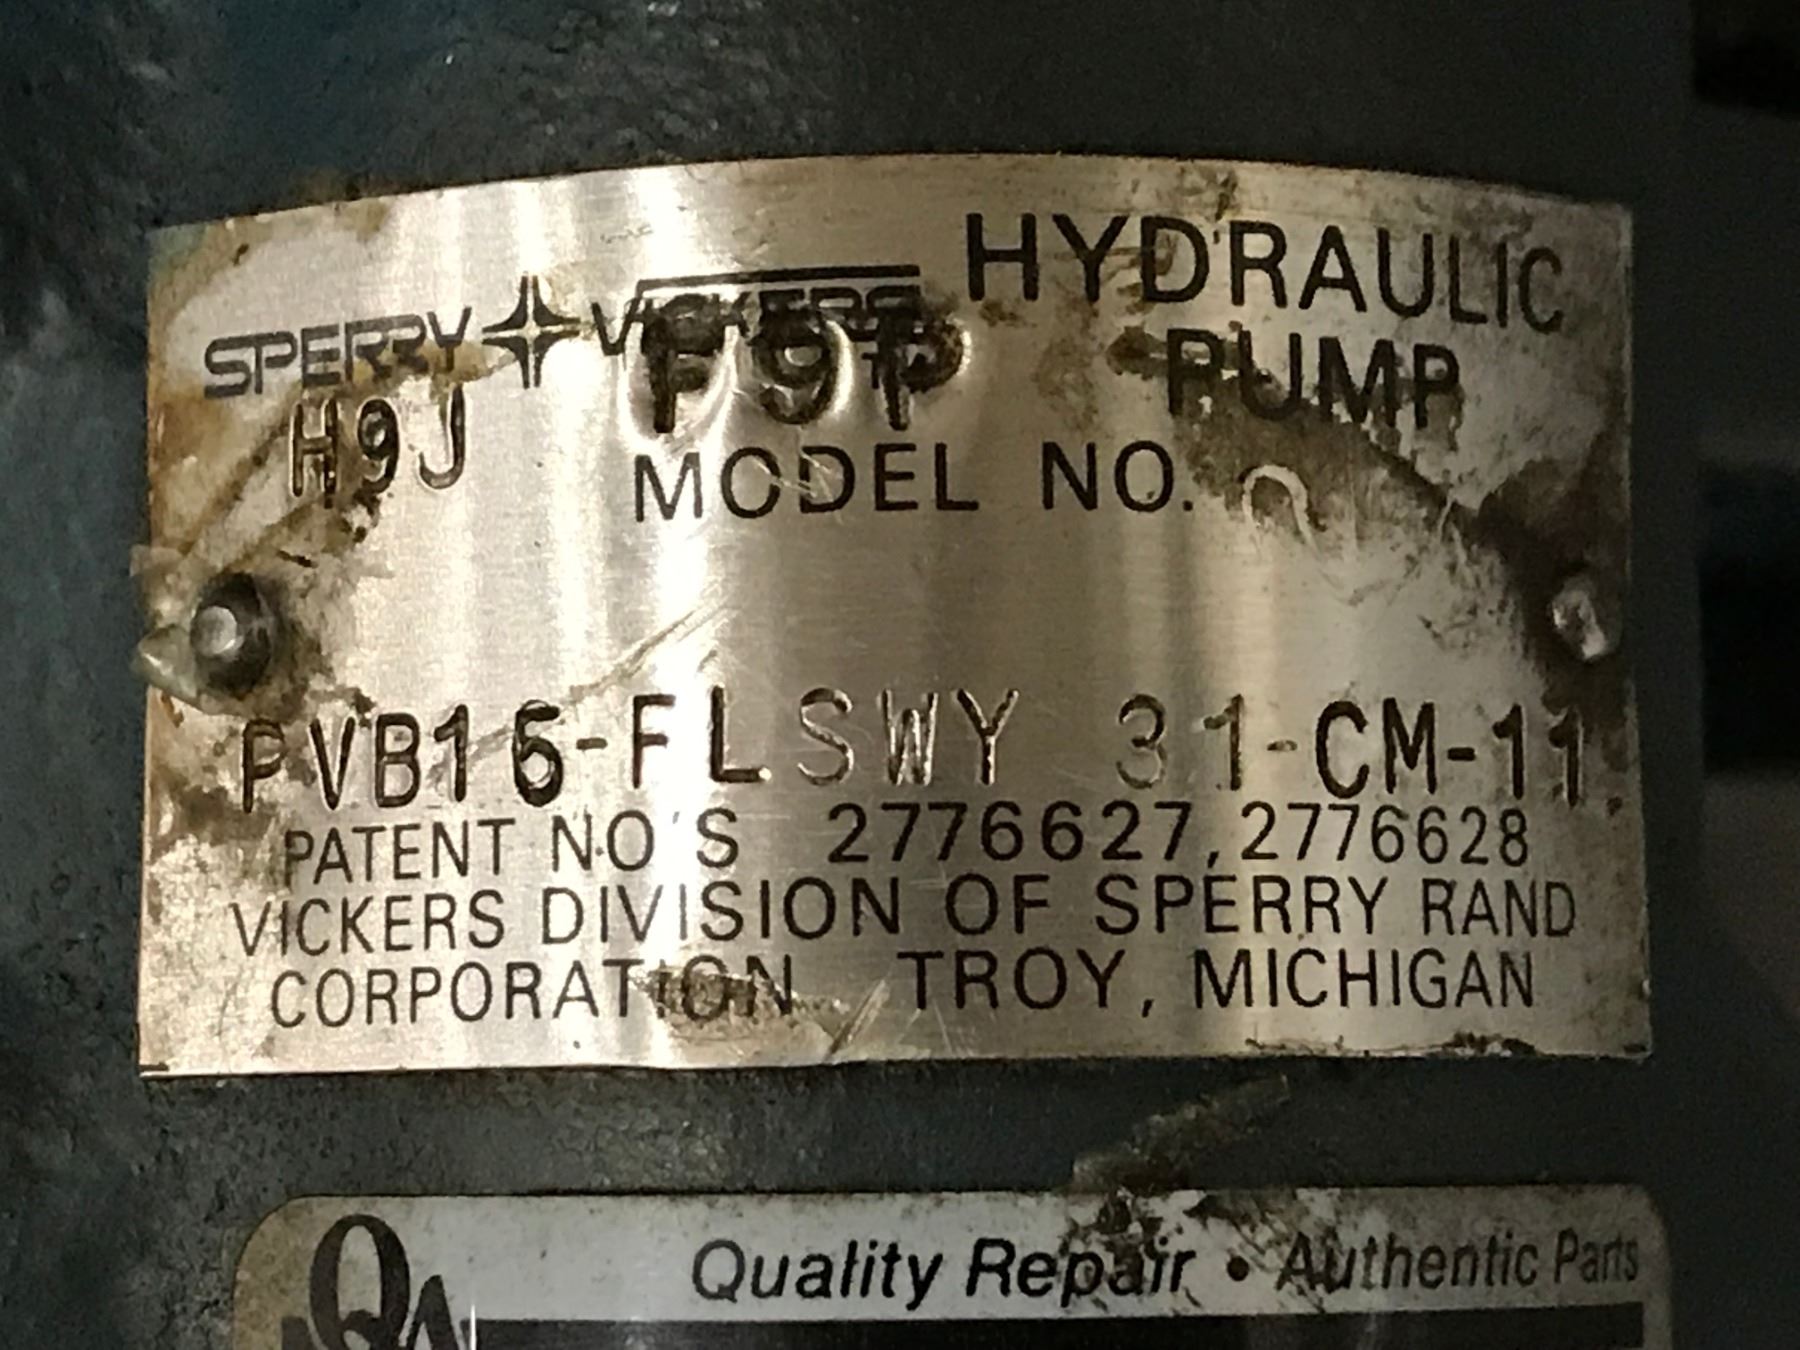 SPERRY VICKERS HYDRAULIC
PUMP
H9J F9P
MODEL NO.
PVB15-FLSWY 31-CM-11
PATENT NO'S 2776627, 2776628
VICKERS DIVISION OF SPERRY RAND
CORPORATION TROY, MICHIGAN
Quality Repair • Authentic Parts